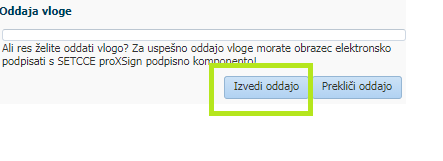 Oddaja vloge
Ali res želite oddati vlogo? Za uspešno oddajo vloge morate obrazec elektronsko
podpisati s SETCCE proXSign podpisno komponento!
Izvedi oddajo
Prekliči oddajo